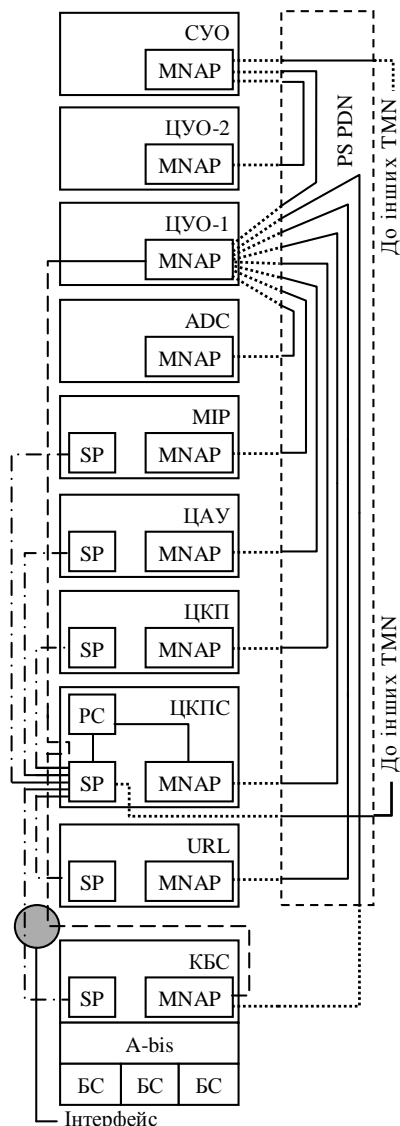 СУО
MNAP
ЦУО-2
MNAP
PS PDN
До інших TMN
ЦУО-1
MNAP
ADC
MNAP
MIP
SP
MNAP
ЦАУ
SP
MNAP
ЦКП
SP
MNAP
ЦКПС
PC
SP
MNAP
До інших TMN
URL
SP
MNAP
КБС
SP
MNAP
A-bis
БС БС БС
Інтерфейс